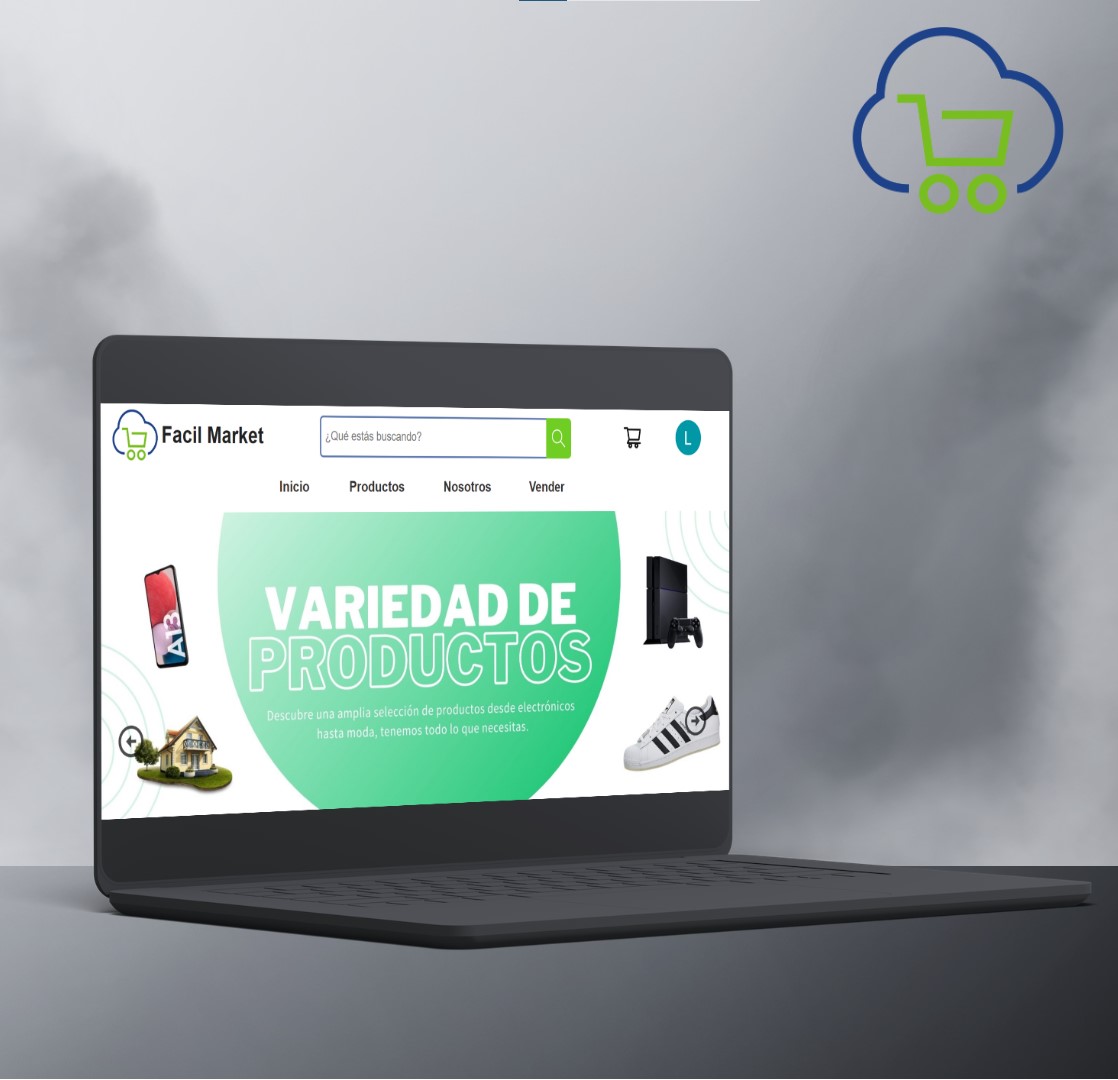 Facil Market
¿Qué estás buscando?
L
Inicio Productos Nosotros Vender
VARIEDAD DE
PRODUCTOS
Descubre una amplia selección de productos desde electrónicos
hasta moda, tenemos todo lo que necesitas.
A13